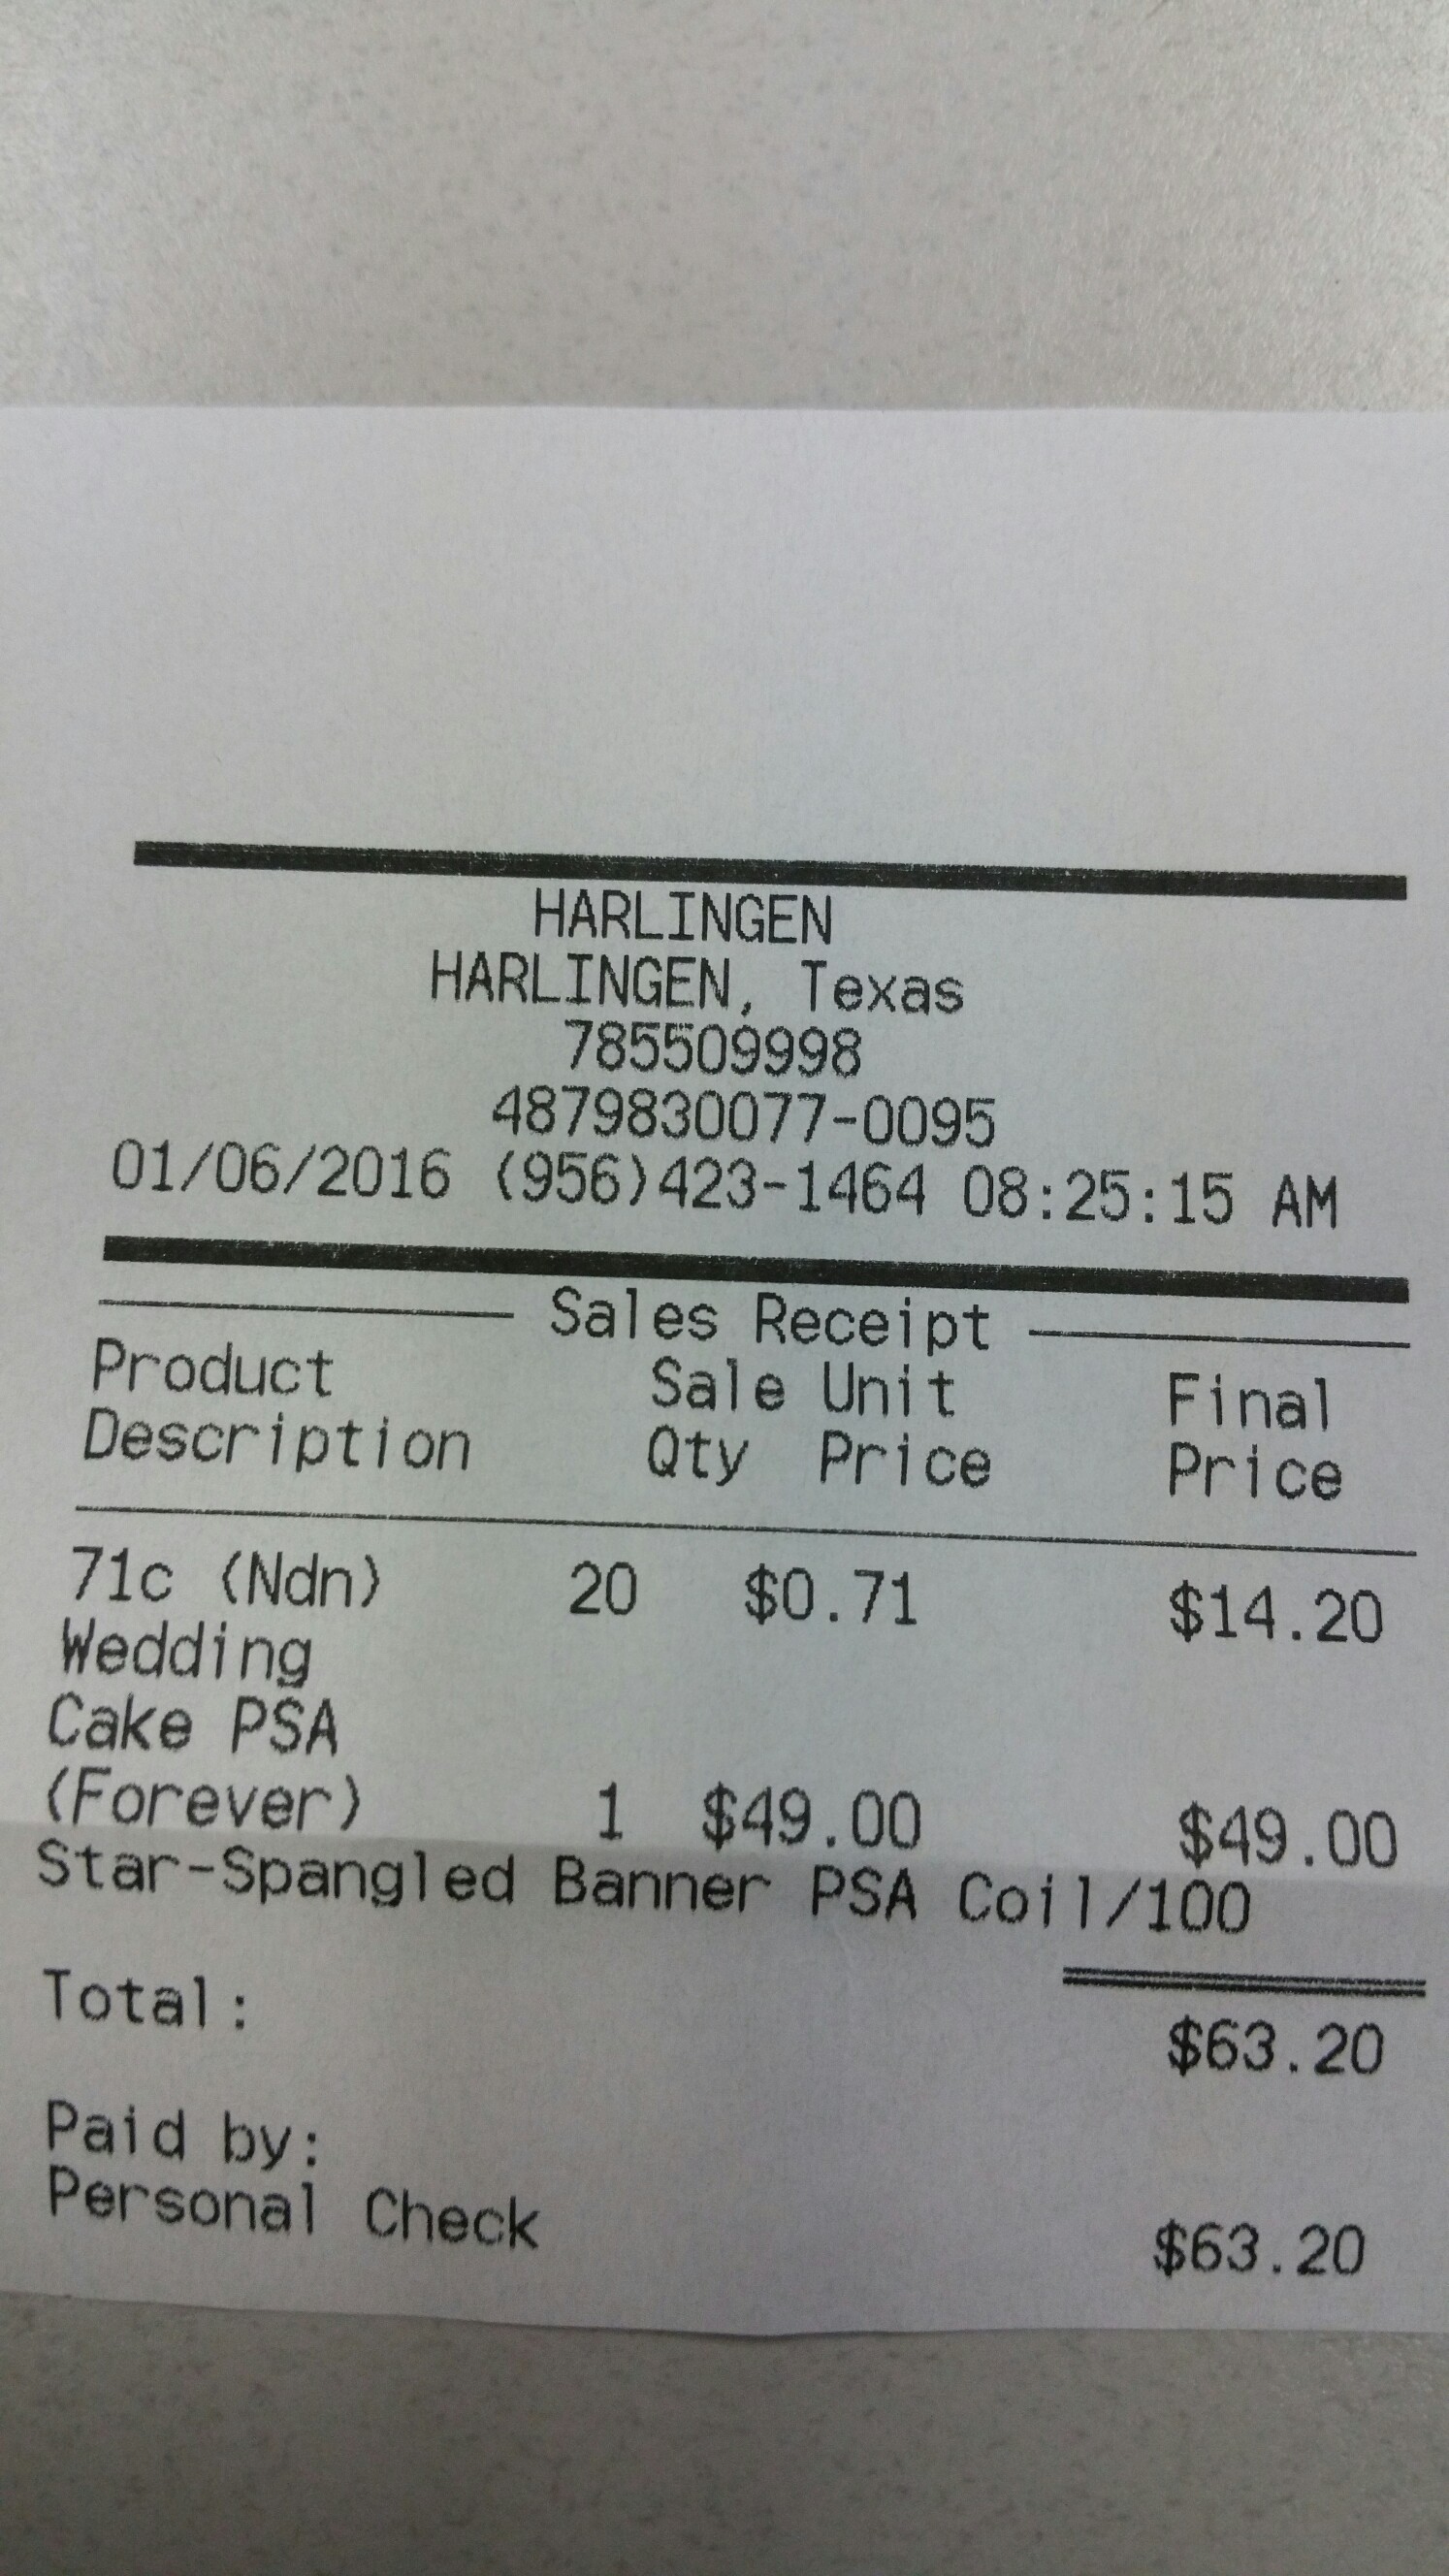 HARLINGEN
HARLINGEN, Texas
785509998
4879830077-0095
01/06/2016 (956)423-1464 08:25:15 AM
Sales Receipt
Product Sale Unit Final
Description Qty Price Price
71c (Ndn) 20 $0.71 $14.20
Wedding
Cake PSA
(Forever) 1 $49.00 $49.00
Star-Spangled Banner PSA Coil/100
Total: $63.20
Paid by:
Personal Check $63.20